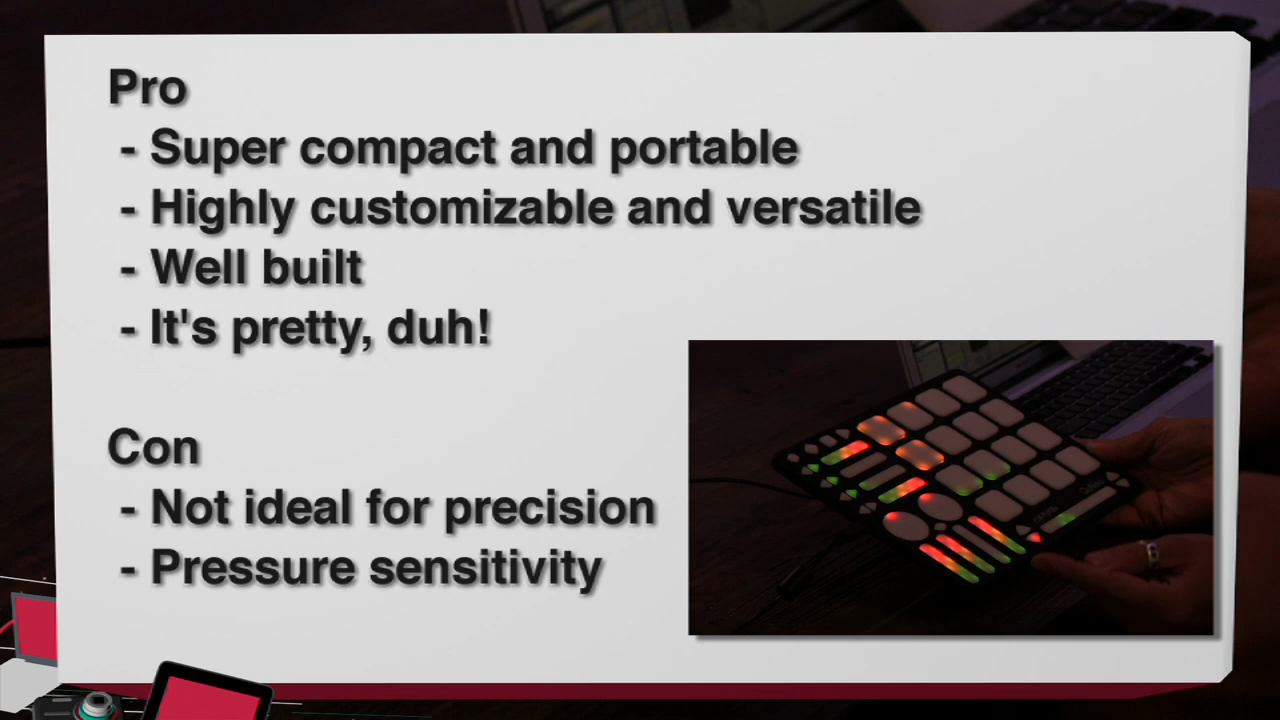 Pro
- Super compact and portable
- Highly customizable and versatile
- Well built
- It's pretty, duh!
Con
- Not ideal for precision
- Pressure sensitivity